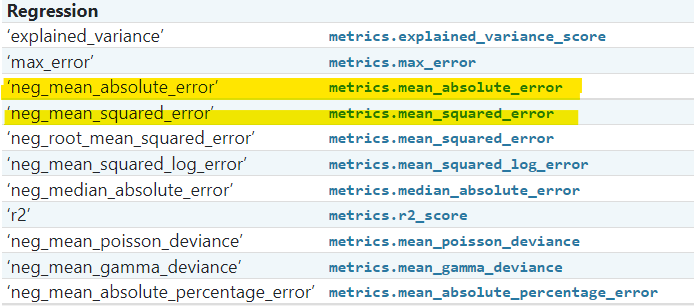 Regression
‘explained_variance’ metrics.explained_variance_score
‘max_error’ metrics.max_error
‘neg_mean_absolute_error’ metrics.mean_absolute_error
‘neg_mean_squared_error’ metrics.mean_squared_error
‘neg_root_mean_squared_error’ metrics.mean_squared_error
‘neg_mean_squared_log_error’ metrics.mean_squared_log_error
‘neg_median_absolute_error’ metrics.median_absolute_error
‘r2’ metrics.r2_score
‘neg_mean_poisson_deviance’ metrics.mean_poisson_deviance
‘neg_mean_gamma_deviance’ metrics.mean_gamma_deviance
‘neg_mean_absolute_percentage_error’ metrics.mean_absolute_percentage_error